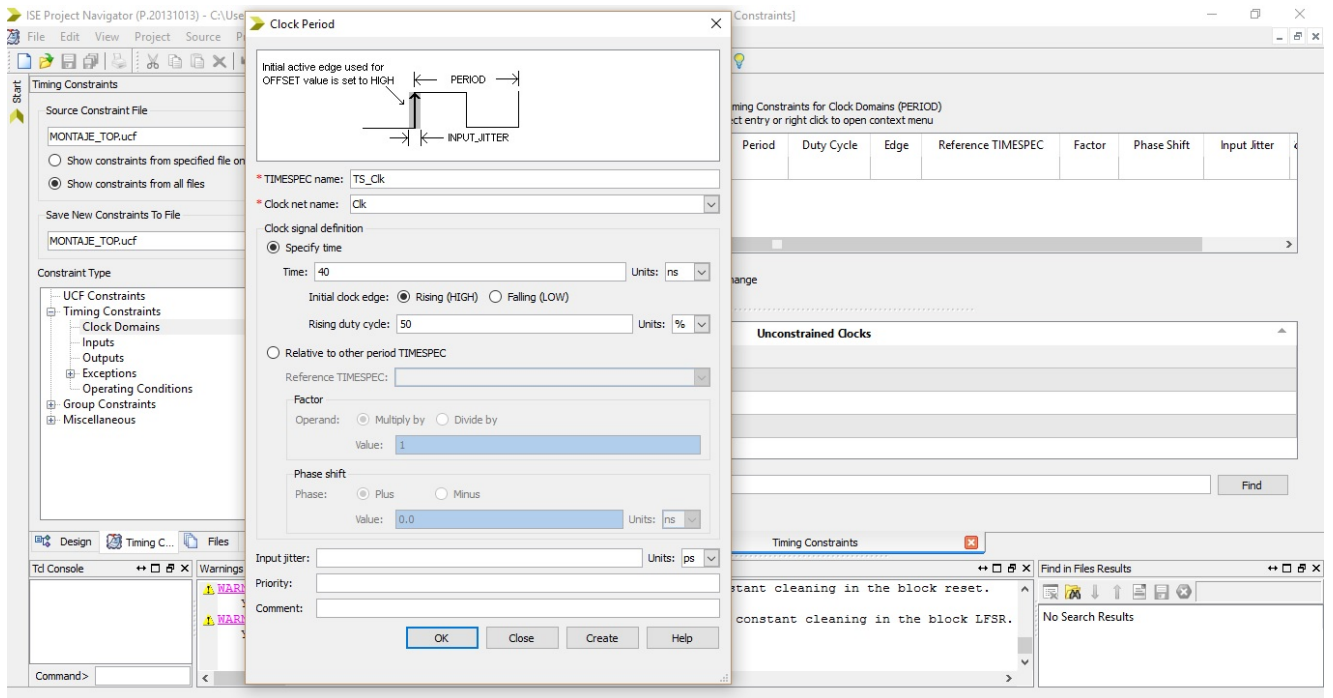 ISE Project Navigator (P.20131013) - C:\Use
Constraints]
File Edit View Project Source P
Start
Timing Constraints
Source Constraint File
MONTAJE_TOP.ucf
Show constraints from specified file on
Show constraints from all files
Save New Constraints To File
MONTAJE_TOP.ucf
Constraint Type
UCF Constraints
Timing Constraints
Clock Domains
Inputs
Outputs
Exceptions
Operating Conditions
Group Constraints
Miscellaneous
Design Timing C... Files
Tcl Console
Command>
Warnings
WARN
WARN
Clock Period
Initial active edge used for
OFFSET value is set to HIGH
PERIOD
INPUT_JITTER
* TIMESPEC name: TS_Clk
* Clock net name: Clk
Clock signal definition
Specify time
Time: 40 Units: ns
Initial clock edge: Rising (HIGH) Falling (LOW)
Rising duty cycle: 50 Units: %
Relative to other period TIMESPEC
Reference TIMESPEC:
Factor
Operand: Multiply by Divide by
Value: 1
Phase shift
Phase: Plus Minus
Value: 0.0 Units: ns
Input jitter: Units: ps
Priority:
Comment:
OK Close Create Help
ming Constraints for Clock Domains (PERIOD)
ect entry or right click to open context menu
Period Duty Cycle Edge Reference TIMESPEC Factor Phase Shift Input Jitter
ange
Unconstrained Clocks
Find
Timing Constraints
stant cleaning in the block reset.
constant cleaning in the block LFSR.
Find in Files Results
No Search Results